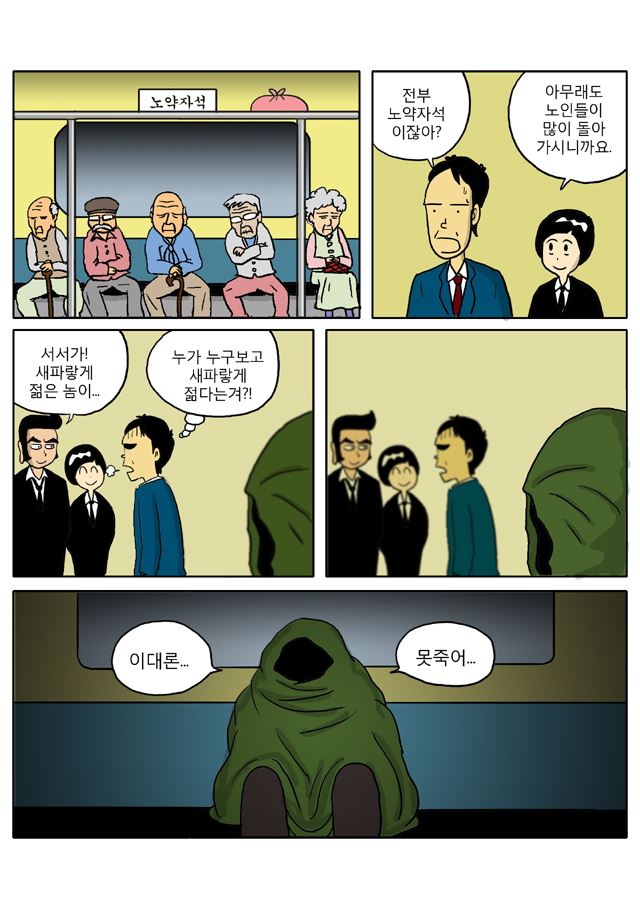 노약자석
전부
노약자석
이잖아?
아무래도
노인들이
많이 돌아
가시니까요.
서서가!
새파랗게
젊은 놈이...
누가 누구보고
새파랗게
젊다는겨?!
이대론...
못죽어...